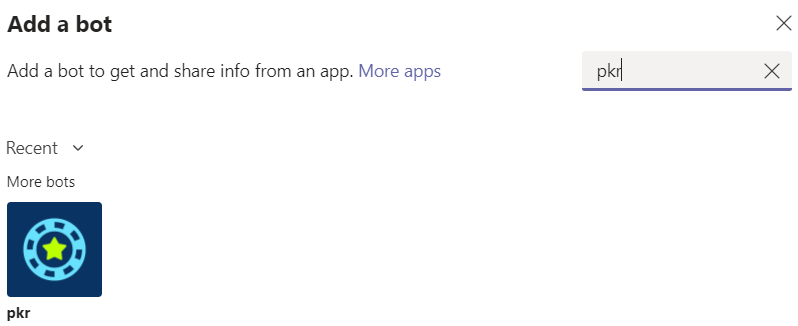 Add a bot
Add a bot to get and share info from an app. More apps
pkr
Recent
More bots
pkr